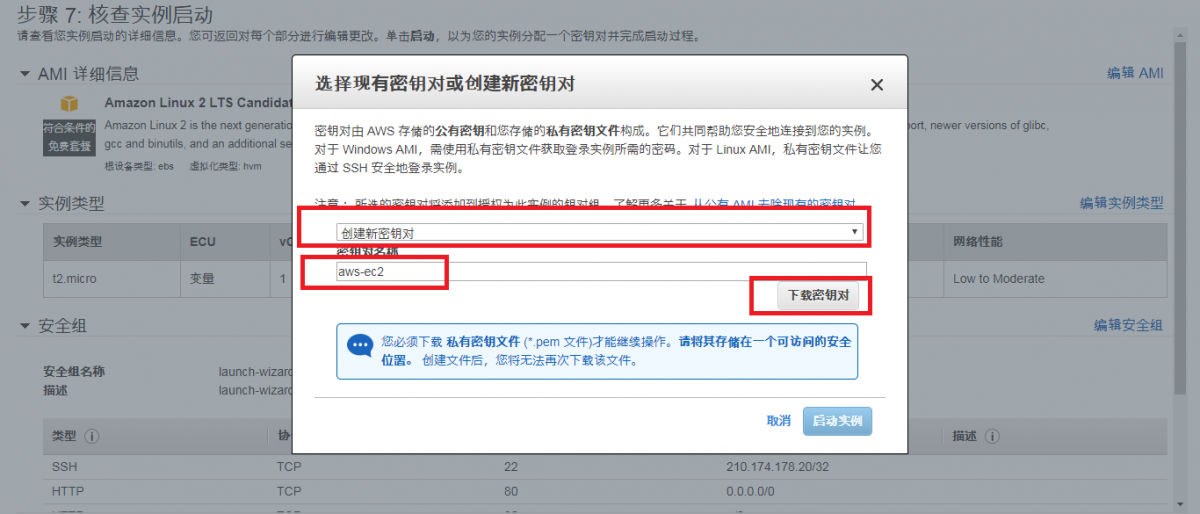 步骤 7: 核查实例启动
请查看您实例启动的详细信息。您可返回对每个部分进行编辑更改。单击启动，以为您的实例分配一个密钥对并完成启动过程。
AMI 详细信息
编辑 AMI
符合条件的
免费套餐
Amazon Linux 2 LTS Candidat
Amazon Linux 2 is the next generatio
ort, newer versions of glibc,
gcc and binutils, and an additional se
根设备类型: ebs 虚拟化类型: hvm
选择现有密钥对或创建新密钥对
密钥对由 AWS 存储的公有密钥和您存储的私有密钥文件构成。它们共同帮助您安全地连接到您的实例。
对于 Windows AMI，需使用私有密钥文件获取登录实例所需的密码。对于 Linux AMI，私有密钥文件让您
通过 SSH 安全地登录实例。
注意： 所选的密钥对将添加到授权为此实例的钥对组。了解更多关于 从公有 AMI 去除现有的密钥对
创建新密钥对
密钥对名称
aws-ec2
下载密钥对
您必须下载 私有密钥文件 (*.pem 文件)才能继续操作。请将其存储在一个可访问的安全
位置。 创建文件后，您将无法再次下载该文件。
取消 启动实例
实例类型
编辑实例类型
实例类型 ECU vC 网络性能
t2.micro 变量 1 Low to Moderate
安全组
编辑安全组
安全组名称 launch-wizard
描述 launch-wizard
类型 协 描述
SSH TCP 22 210.174.178.20/32
HTTP TCP 80 0.0.0.0/0